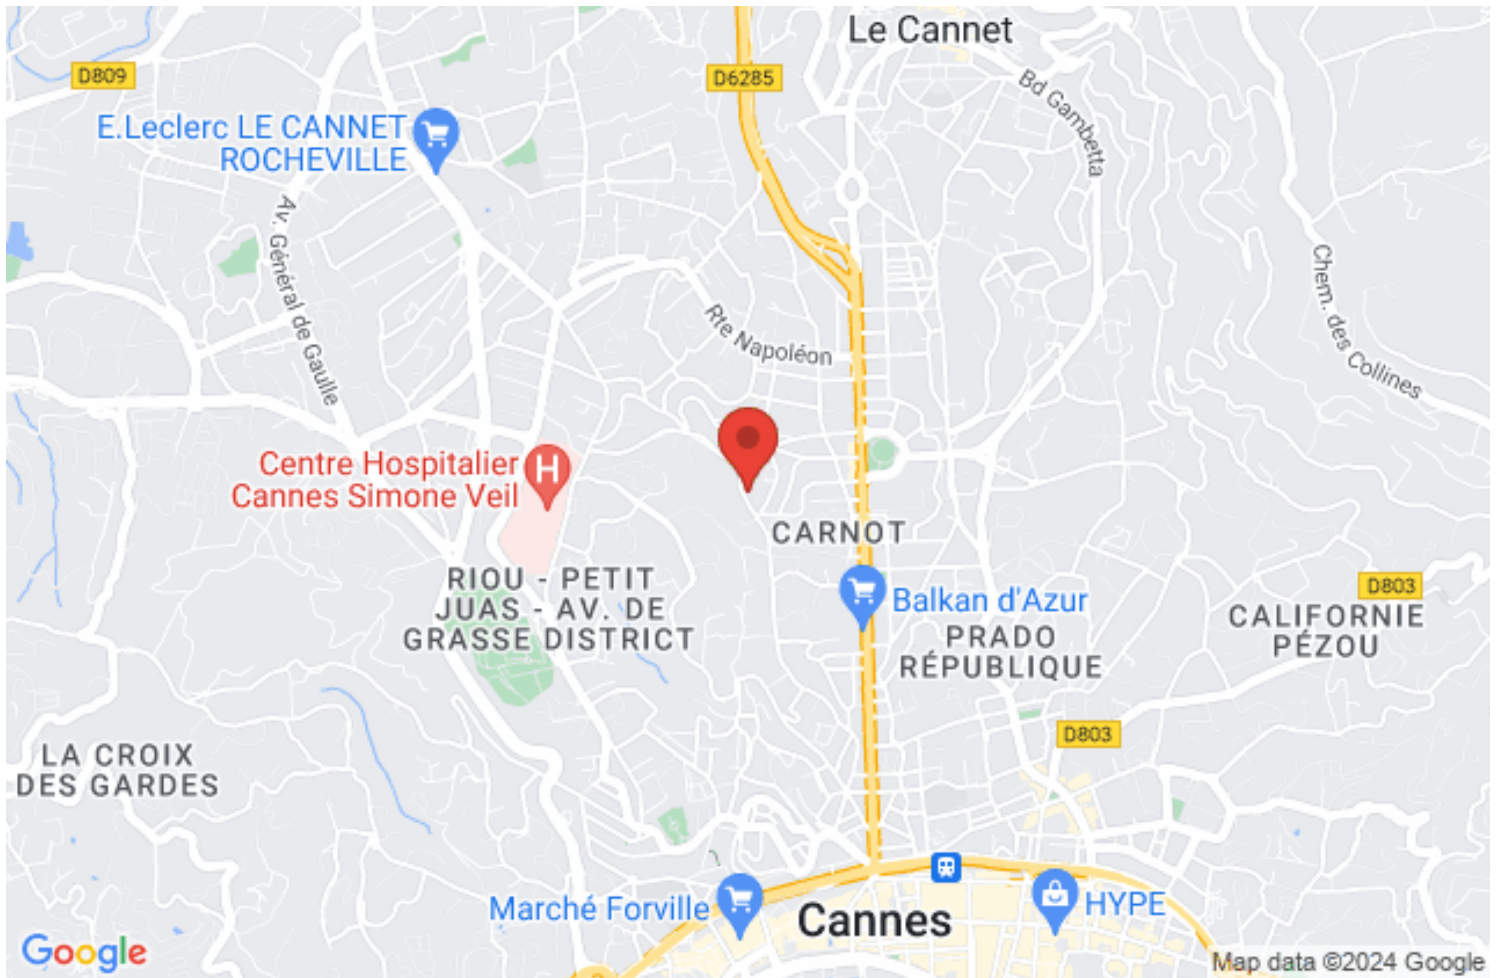 Le Cannet
D809
D6285
Bd Gambetta
E.Leclerc LE CANNET
ROCHEVILLE
Av. Général de Gaulle
Chem. des Collines
Rte Napoléon
Centre Hospitalier
Cannes Simone Veil
H
CARNOT
RIOU - PETIT
JUAS - AV. DE
GRASSE DISTRICT
Balkan d'Azur
D803
PRADO
RÉPUBLIQUE
CALIFORNIE
PÉZOU
D803
LA CROIX
DES GARDES
Marché Forville
Cannes
HYPE
Google
Map data ©2024 Google